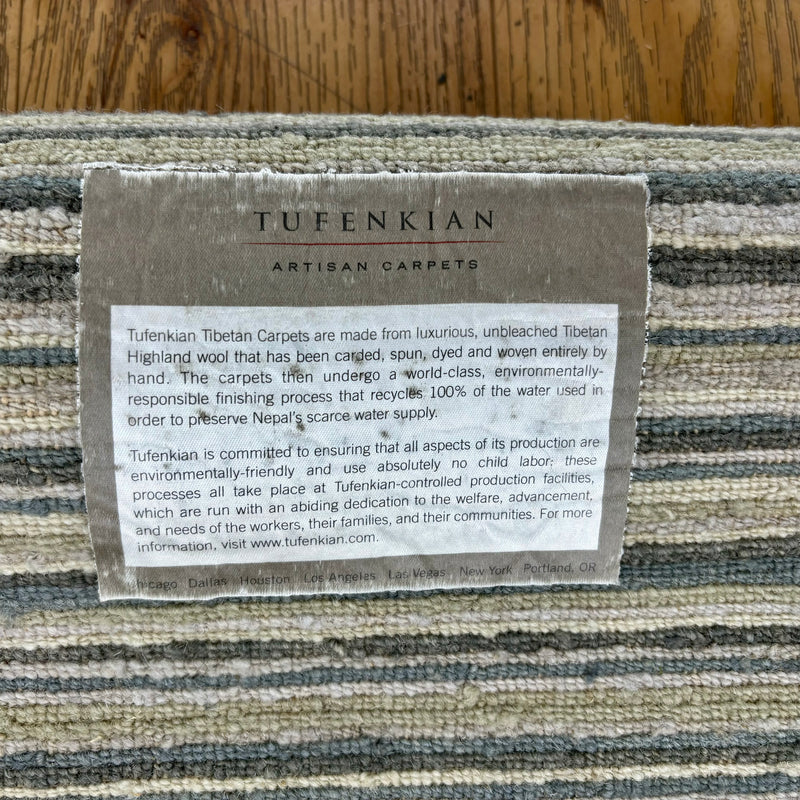 TUFENKIAN
ARTISAN CARPETS
Tufenkian Tibetan Carpets are made from luxurious, unbleached Tibetan
Highland wool that has been carded, spun, dyed and woven entirely by
hand. The carpets then undergo a world-class, environmentally-
responsible finishing process that recycles 100% of the water used in
order to preserve Nepal's scarce water supply.
Tufenkian is committed to ensuring that all aspects of its production are
environmentally-friendly and use absolutely no child labor; these
processes all take place at Tufenkian-controlled production facilities,
which are run with an abiding dedication to the welfare, advancement,
and needs of the workers, their families, and their communities. For more
information, visit www.tufenkian.com.
Chicago Dallas Houston Los Angeles Las Vegas New York Portland, OR